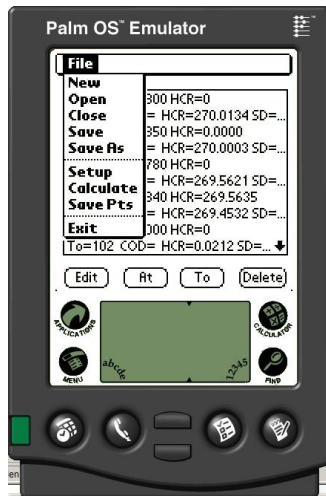 Palm OS™ Emulator
File
New
Open
Close
Save
Save As
Setup
Calculate
Save Pts
Exit
300 HCR=0
= HCR=270.0134 SD=...
350 HCR=0.0000
= HCR=270.0003 SD=...
780 HCR=0
= HCR=269.5621 SD=...
340 HCR=269.5635
= HCR=269.4532 SD=...
000 HCR=0
To=102 COD= HCR=0.0212 SD=...
Edit At To Delete
APPLICATIONS
CALCULATOR
MENU
FIND
abcde
12345
en